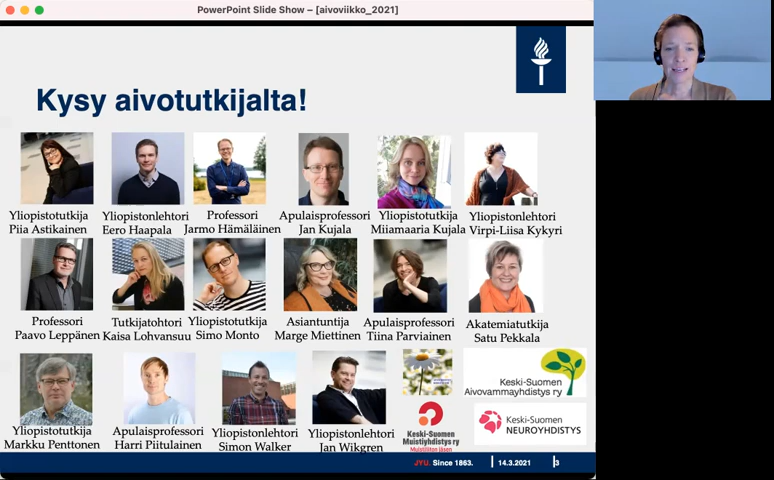 PowerPoint Slide Show – [aivoviikko_2021]
Kysy aivotutkijalta!
Yliopistotutkija
Piia Astikainen
Yliopistonlehtori
Eero Haapala
Professori
Jarmo Hämäläinen
Apulaisprofessori
Jan Kujala
Yliopistotutkija
Miiamaaria Kujala
Yliopistonlehtori
Virpi-Liisa Kykyri
Professori
Paavo Leppänen
Tutkijatohtori
Kaisa Lohvansuu
Yliopistotutkija
Simo Monto
Asiantuntija
Marge Miettinen
Apulaisprofessori
Tiina Parviainen
Akatemiatutkija
Satu Pekkala
Yliopistotutkija
Markku Penttonen
Apulaisprofessori
Harri Piitulainen
Yliopistonlehtori
Simon Walker
Yliopistonlehtori
Jan Wikgren
Keski-Suomen
Aivovammayhdistys ry
Keski-Suomen
Muistiyhdistys ry
Muistiliiton jäsen
Keski-Suomen
NEUROYHDISTYS
JYU. Since 1863.
14.3.2021
3